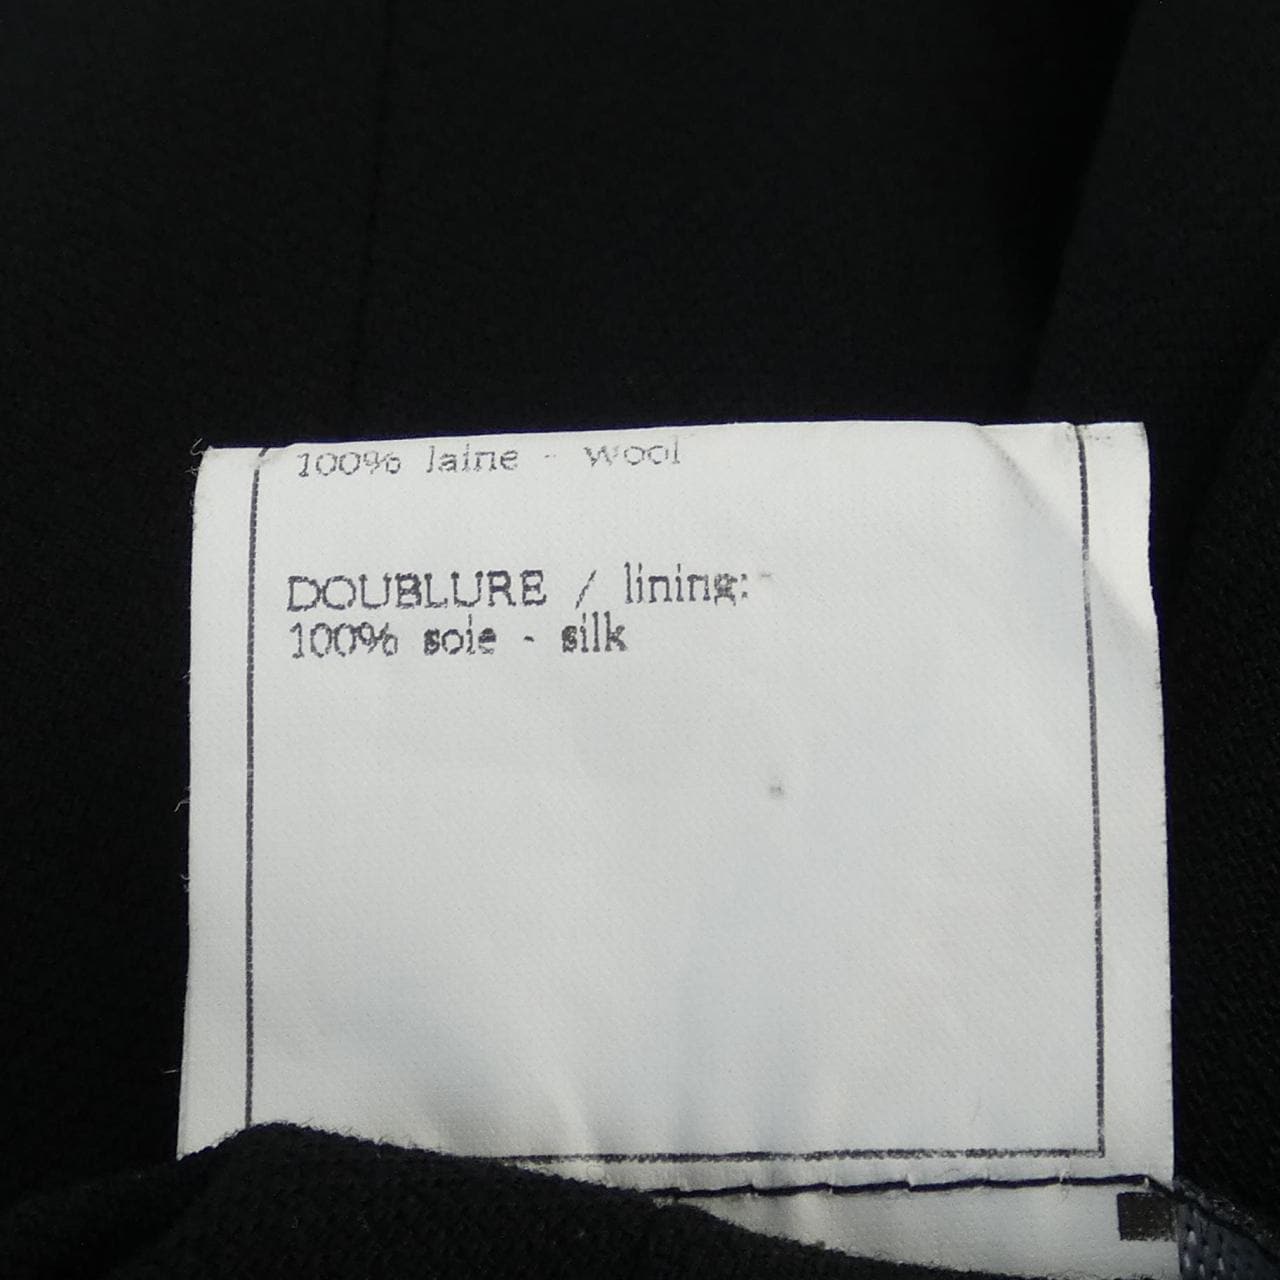 100% laine - wool
DOUBLURE / lining:
100% soie - silk